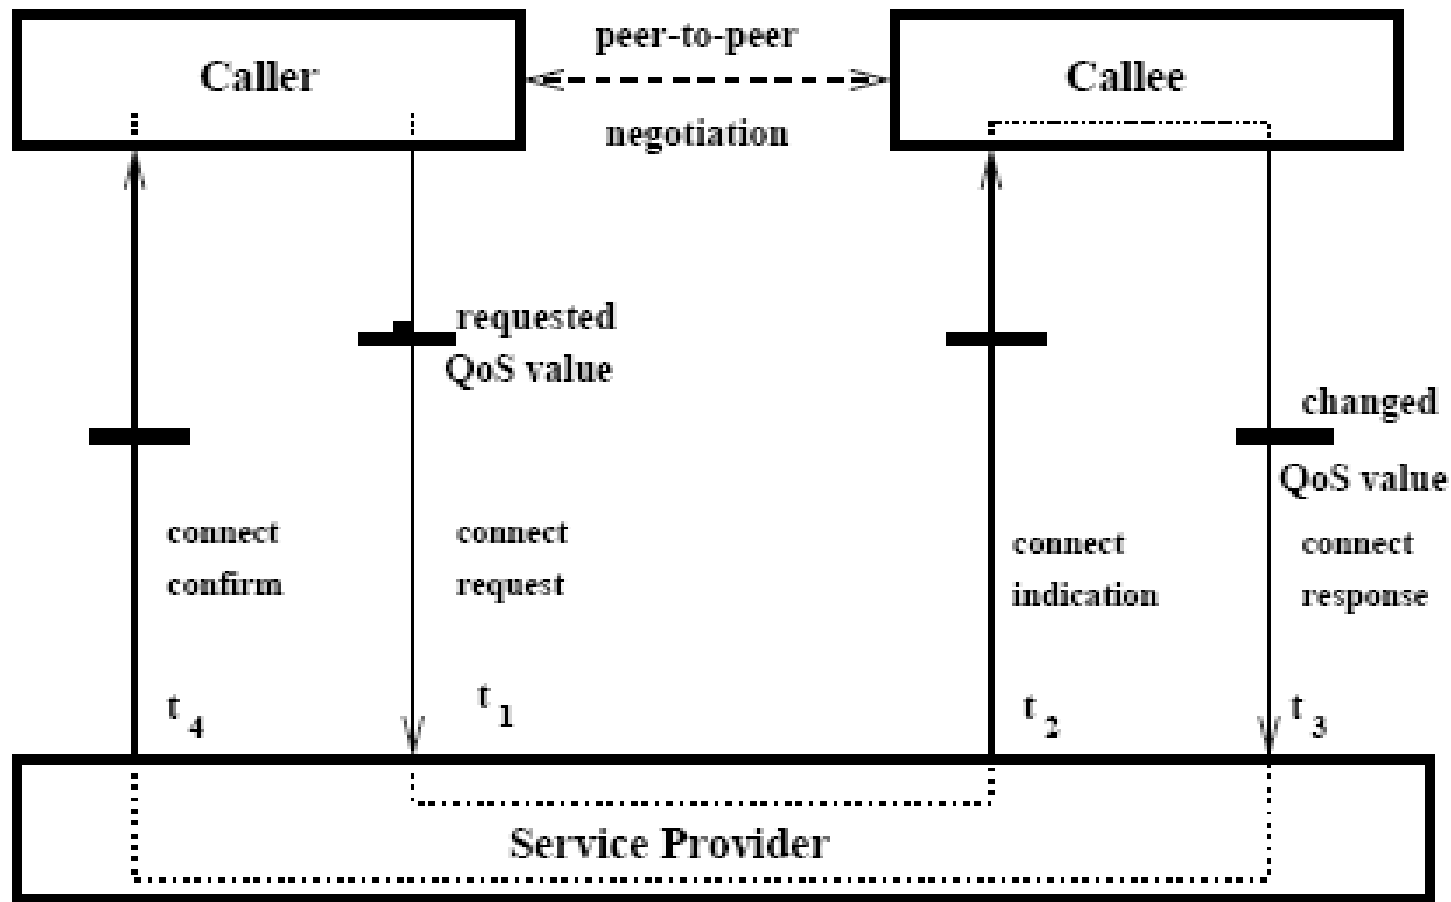 peer-to-peer
Caller
Callee
negotiation
requested
QoS value
changed
QoS value
connect
confirm
connect
request
connect
indication
connect
response
t 4
t 1
t 2
t 3
Service Provider